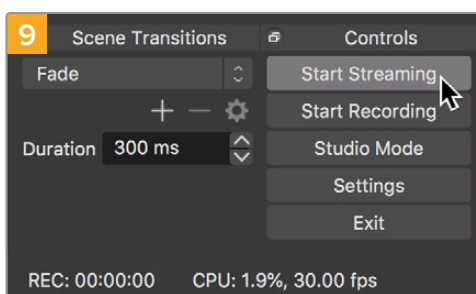 9
Scene Transitions
Controls
Fade
Start Streaming
Start Recording
Duration 300 ms
Studio Mode
Settings
Exit
REC: 00:00:00 CPU: 1.9%, 30.00 fps